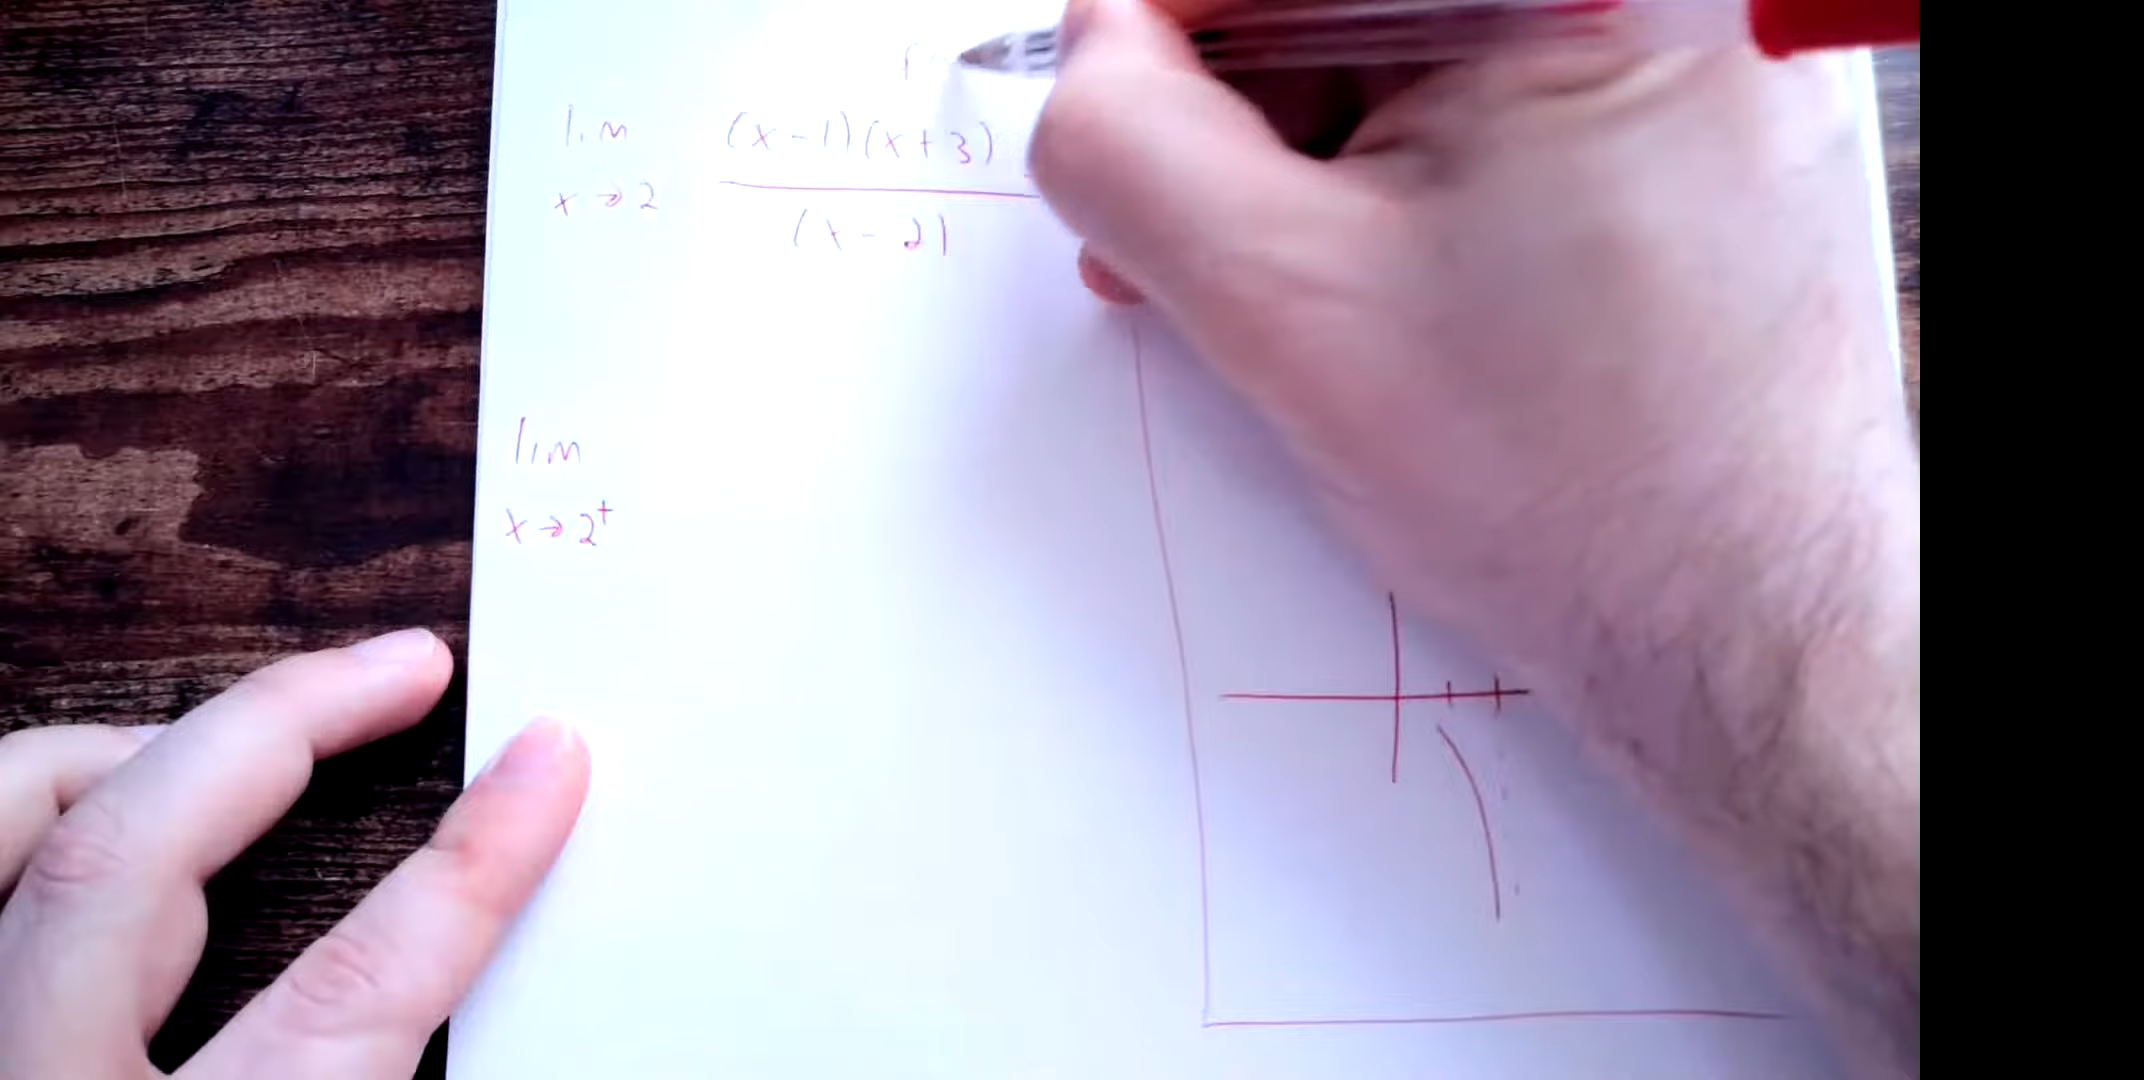 lim (x-1)(x+3)
x→2 (x-2)
lim
x→2⁺